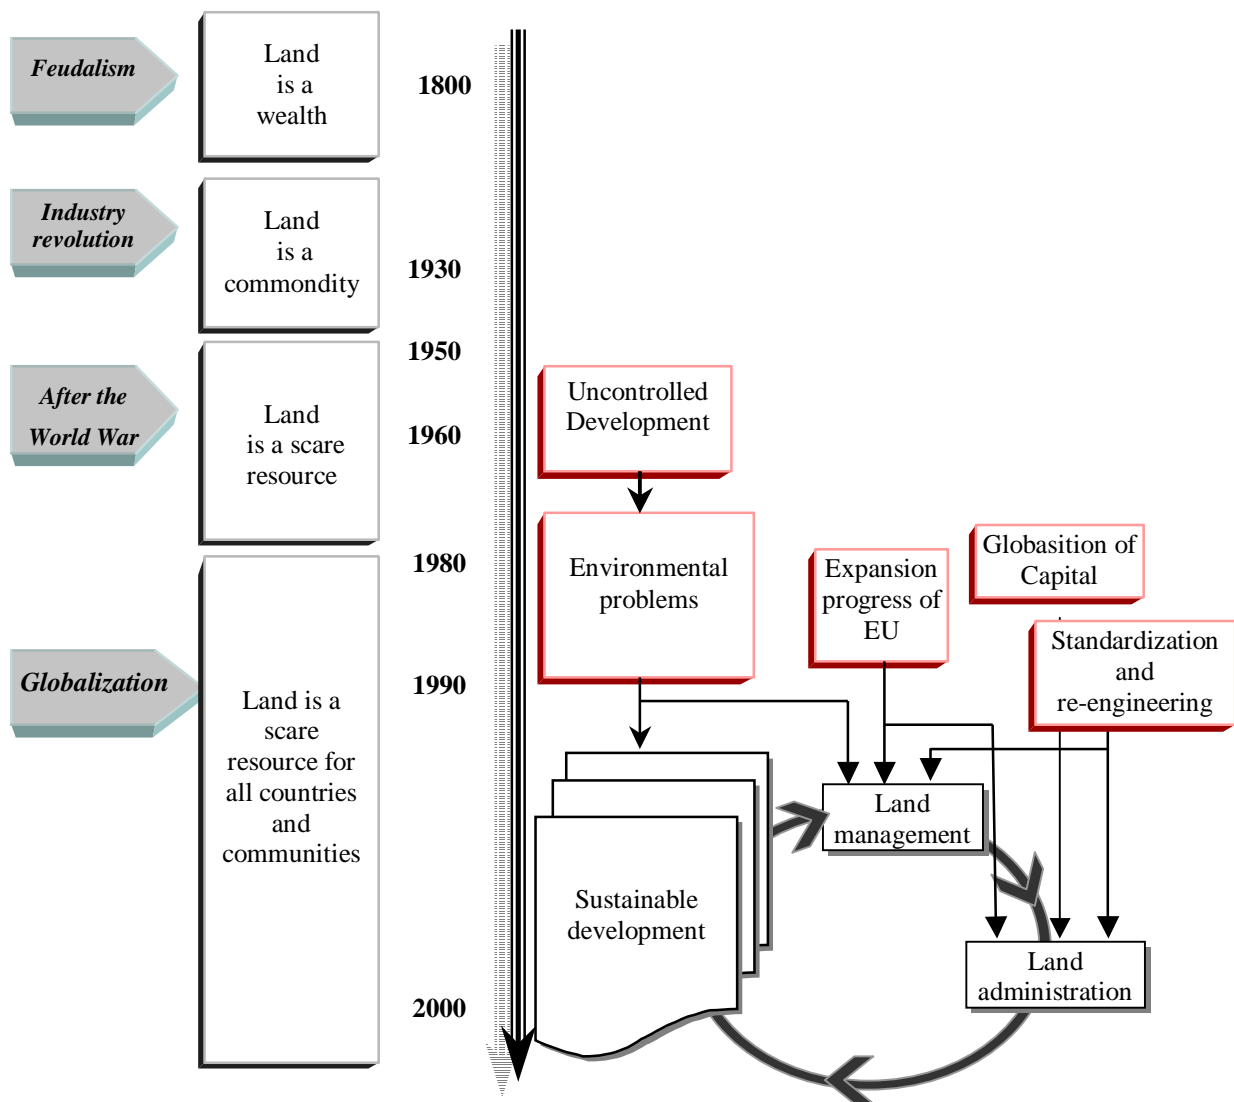 Feudalism
Land
is a
wealth
1800
Industry
revolution
Land
is a
commondity
1930
1950
After the
World War
Land
is a scare
resource
1960
Uncontrolled
Development
1980
Environmental
problems
Expansion
progress of
EU
Globasition of
Capital
Standardization
and
re-engineering
Globalization
Land is a
scare
resource for
all countries
and
communities
1990
Land
management
Sustainable
development
Land
administration
2000